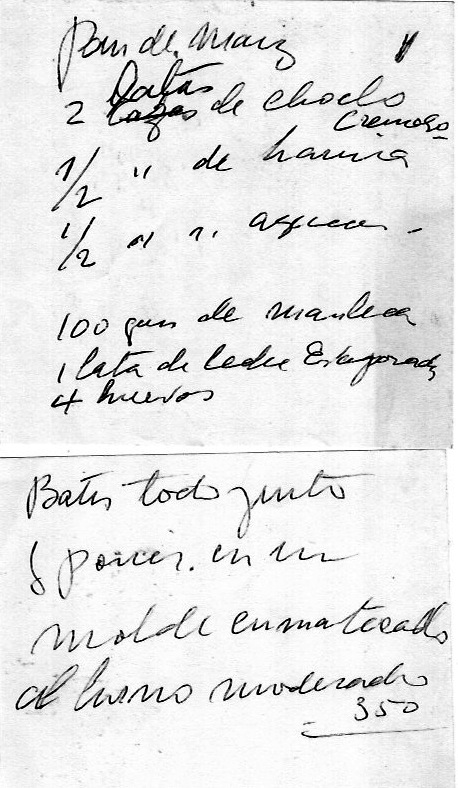 Pan de Maiz
Latas
2 tazas de choclo
Cremoso
1/2 " de harina
1/2 " " azucar
100 grs de manteca
1 lata de leche Evaporada
4 huevos
Batir todo junto
y poner en un
molde enmantecado
al horno moderado
350